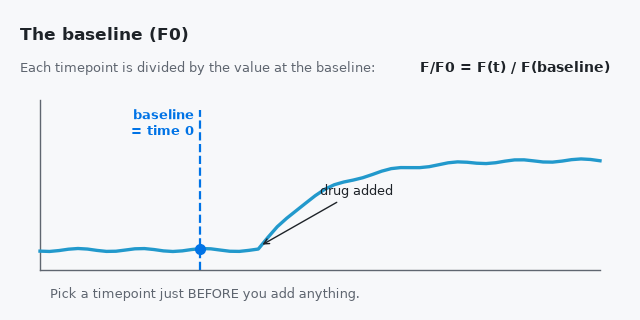 The baseline (F0)
Each timepoint is divided by the value at the baseline:
F/F0 = F(t) / F(baseline)
baseline
= time 0
drug added
Pick a timepoint just BEFORE you add anything.